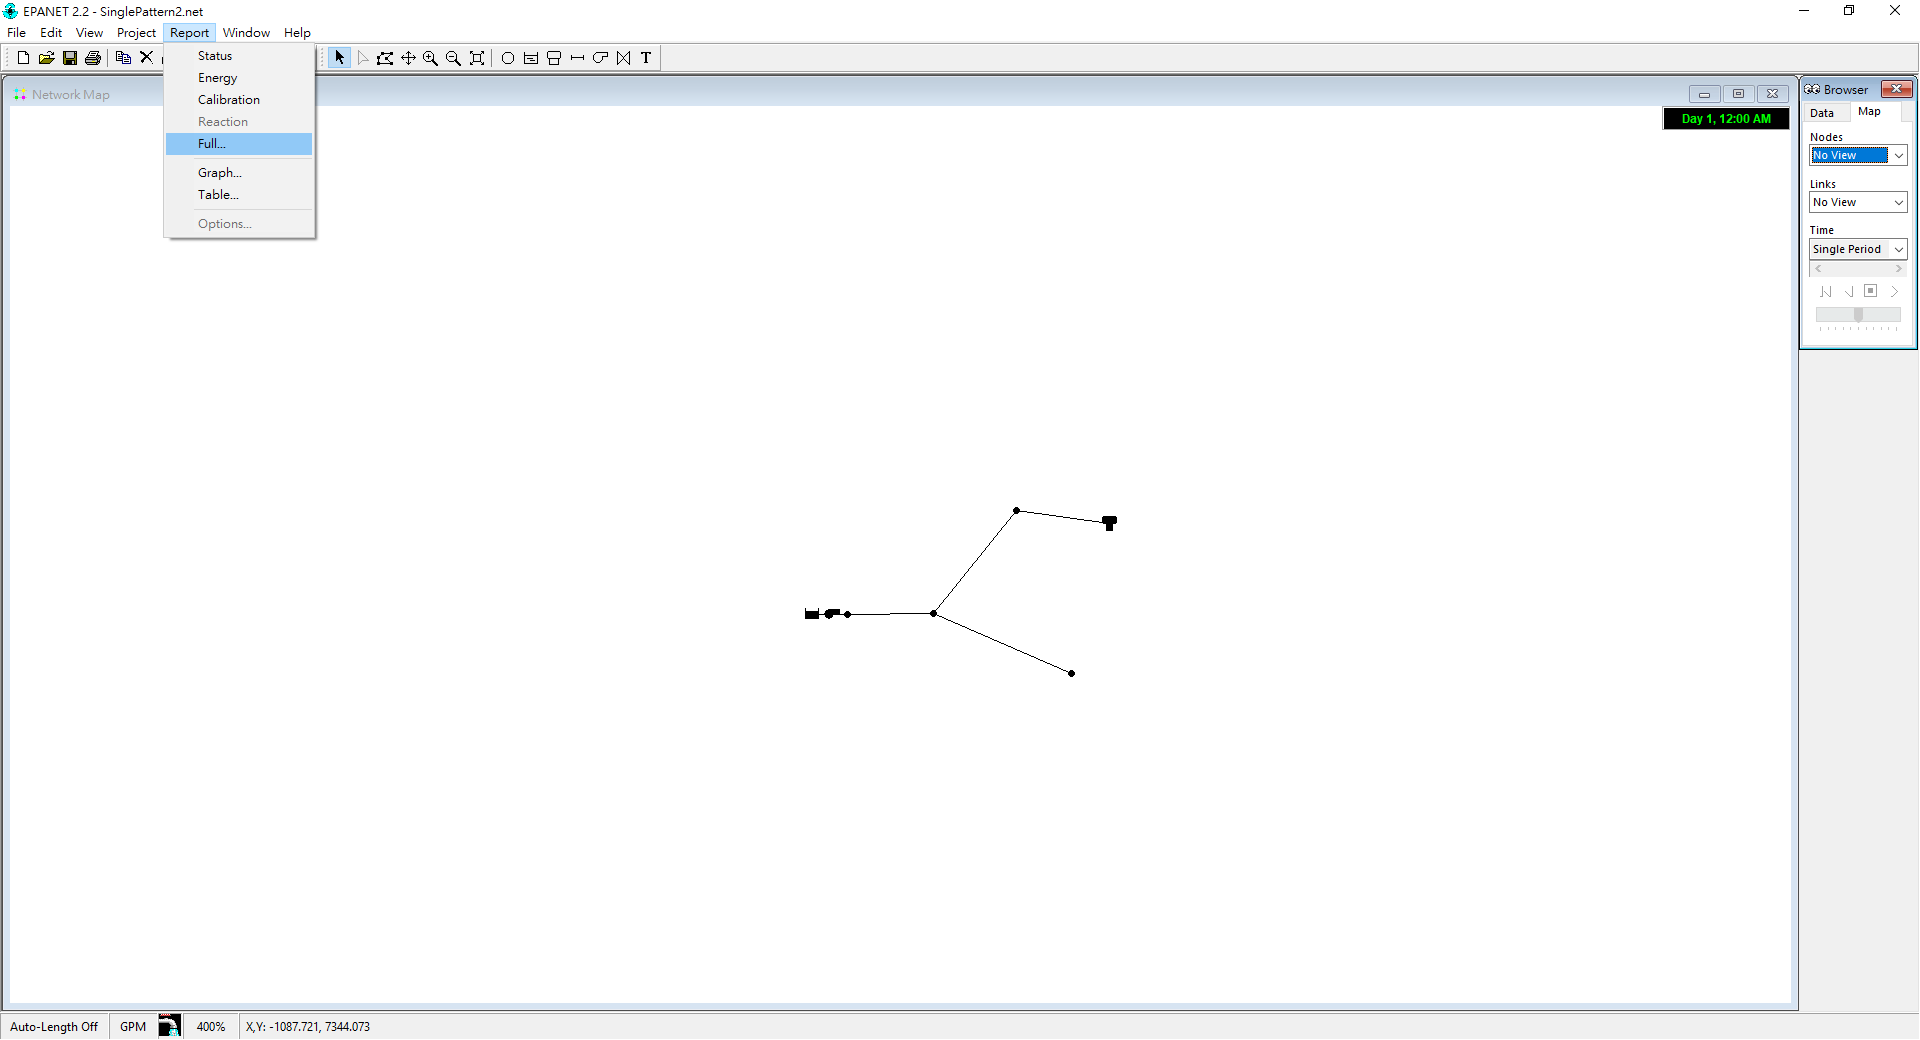 EPANET 2.2 - SinglePattern2.net
File Edit View Project Report Window Help
T
Status
Energy
Calibration
Reaction
Full...
Graph...
Table...
Options...
Network Map
Day 1, 12:00 AM
Browser
Data Map
Nodes
No View
Links
No View
Time
Single Period
Auto-Length Off GPM 400% X,Y: -1087.721, 7344.073